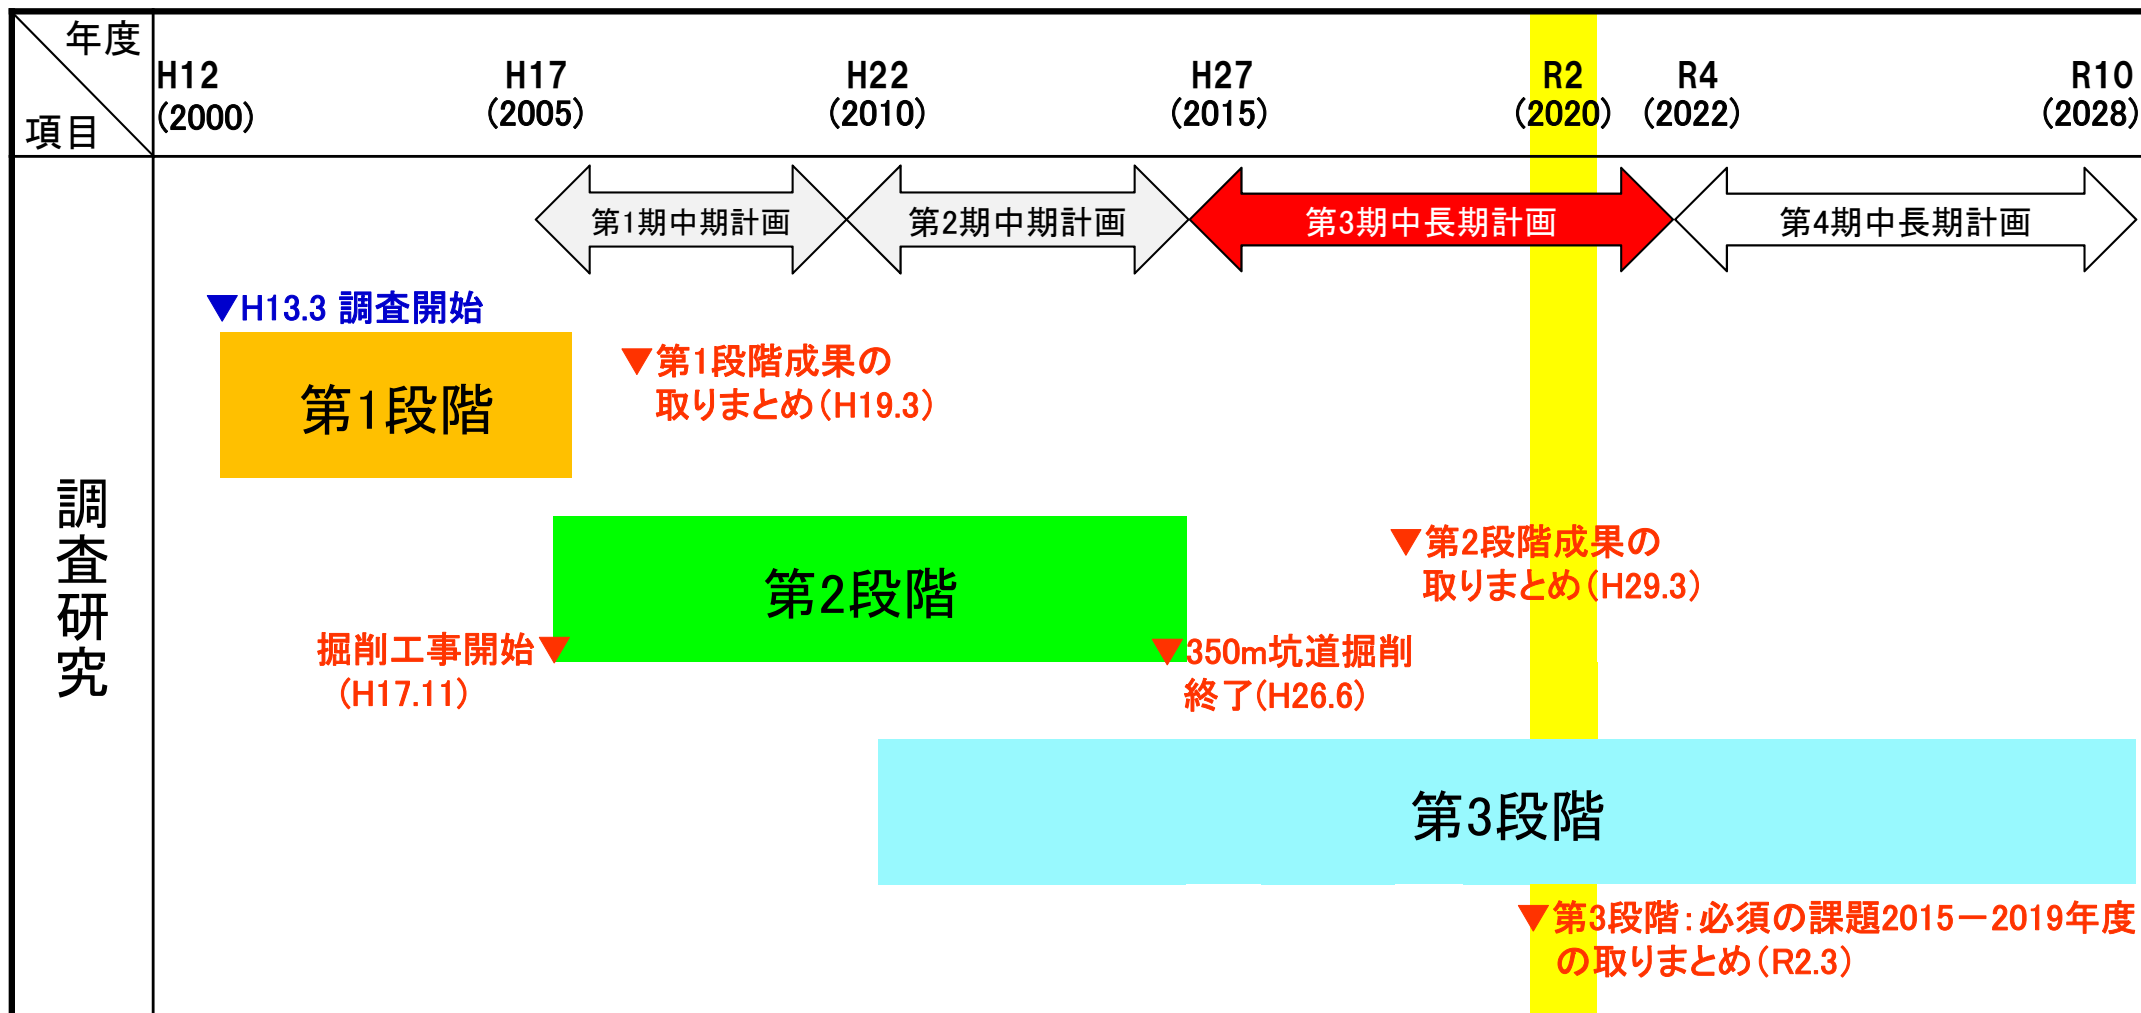 年度
項目
H12
(2000)
H17
(2005)
H22
(2010)
H27
(2015)
R2
(2020)
R4
(2022)
R10
(2028)
第1期中期計画
第2期中期計画
第3期中長期計画
第4期中長期計画
調査研究
▼H13.3 調査開始
第1段階
▼第1段階成果の
取りまとめ(H19.3)
第2段階
▼第2段階成果の
取りまとめ(H29.3)
掘削工事開始▼
(H17.11)
▼350m坑道掘削
終了(H26.6)
第3段階
▼第3段階:必須の課題2015-2019年度
の取りまとめ(R2.3)